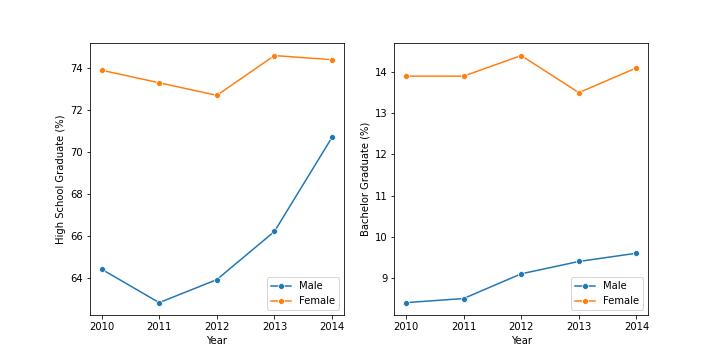 High School Graduate (%)
74
72
70
68
66
64
2010 2011 2012 2013 2014
Year
Male
Female
Bachelor Graduate (%)
14
13
12
11
10
9
2010 2011 2012 2013 2014
Year
Male
Female